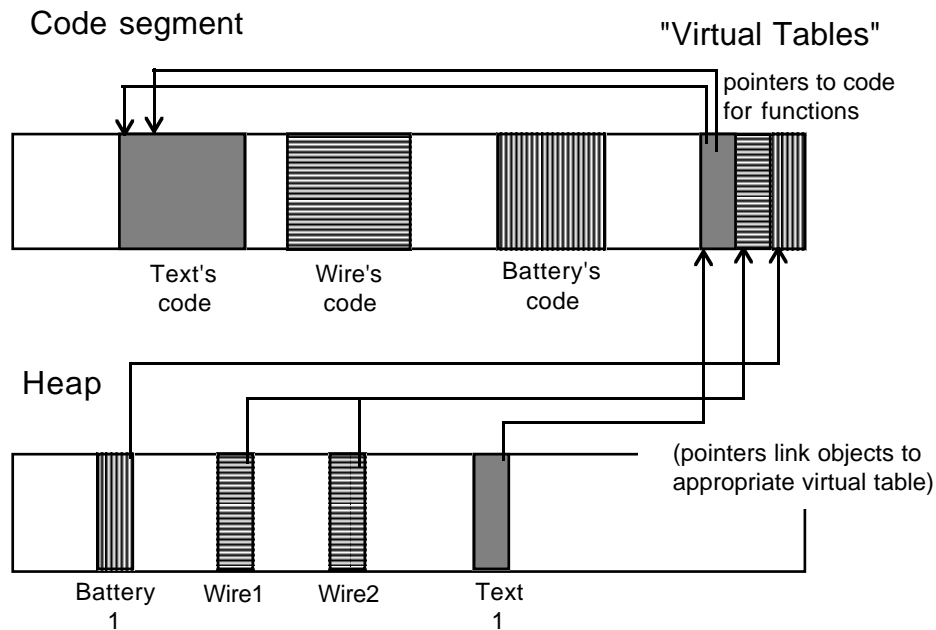 Code segment
"Virtual Tables"
pointers to code
for functions
Text's
code
Wire's
code
Battery's
code
Heap
(pointers link objects to
appropriate virtual table)
Battery
1
Wire1
Wire2
Text
1